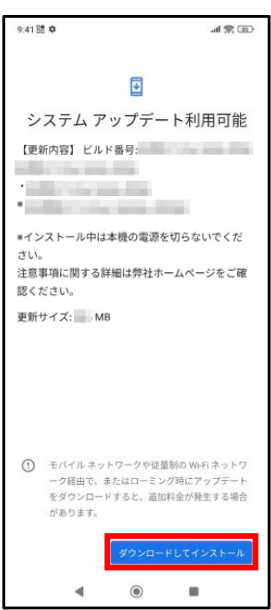 9:41
システム アップデート利用可能
【更新内容】 ビルド番号:
・
*
*インストール中は本機の電源を切らないでくだ
さい。
注意事項に関する詳細は弊社ホームページをご確
認ください。
更新サイズ: MB
モバイル ネットワークや従量制の Wi-Fi ネットワ
ーク経由で、またはローミング時にアップデート
をダウンロードすると、追加料金が発生する場合
があります。
ダウンロードしてインストール